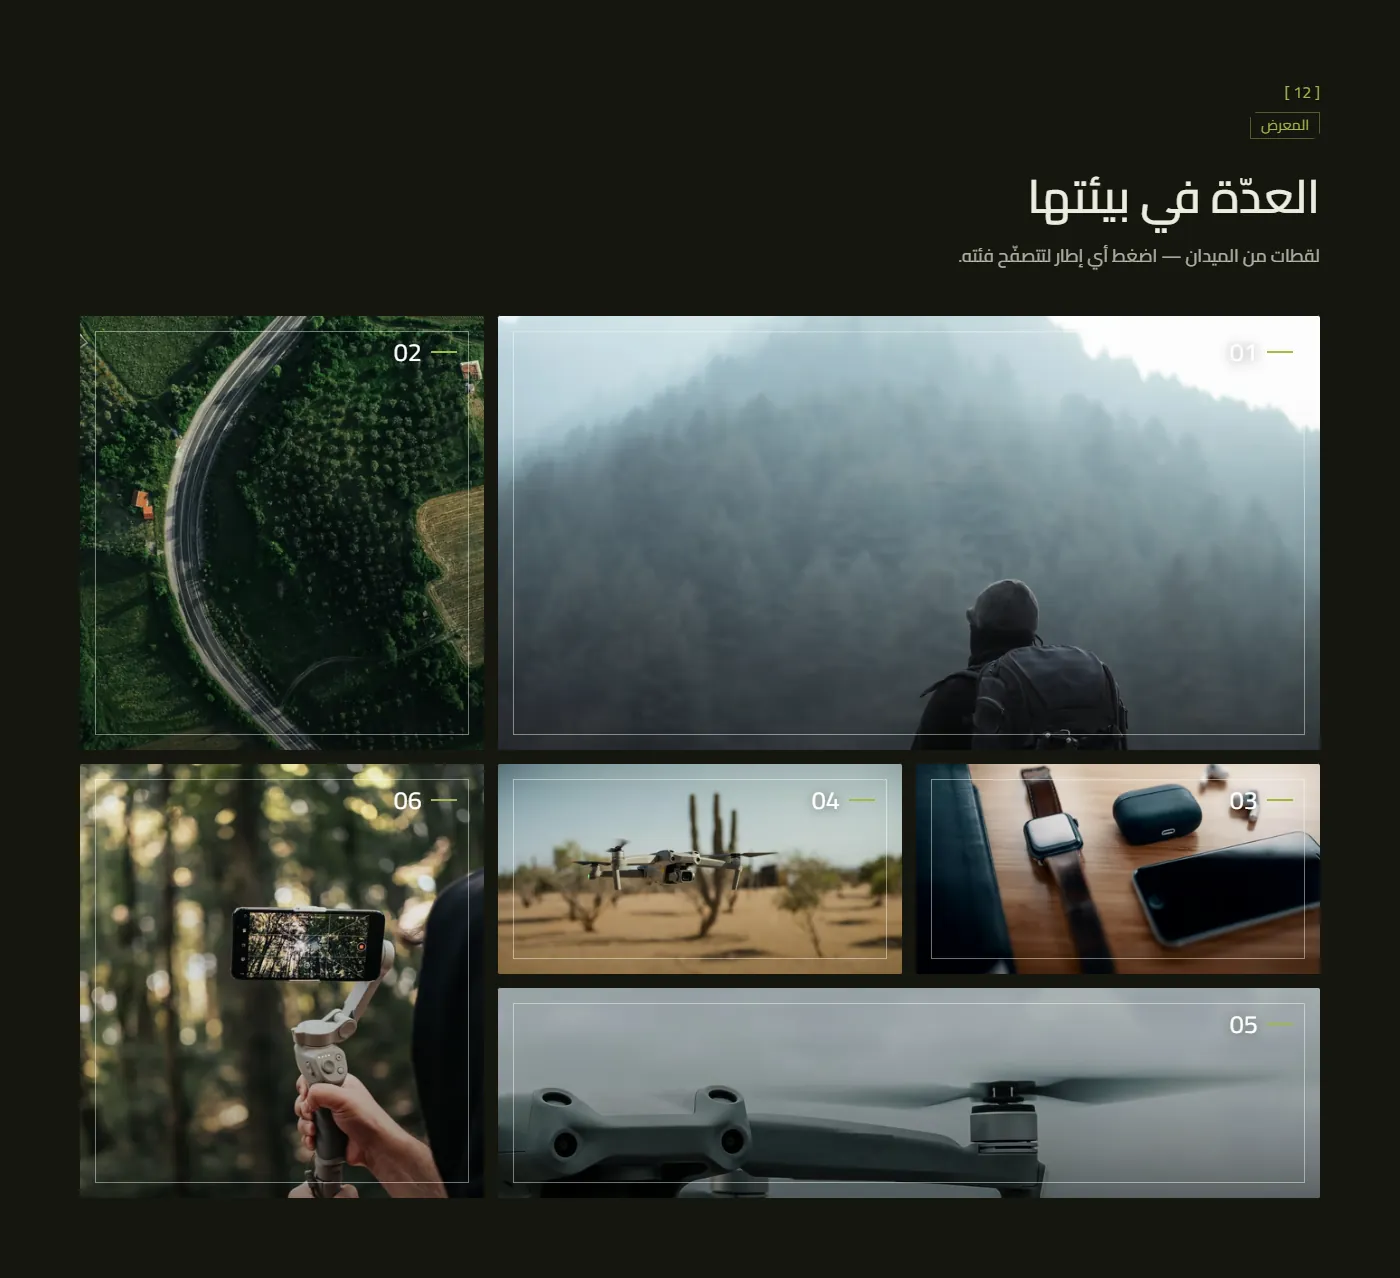 [ 12 ]
المعرض
العدّة في بيئتها
لقطات من الميدان — اضغط أي إطار لتتصفّح فئته.
01
02
03
04
05
06